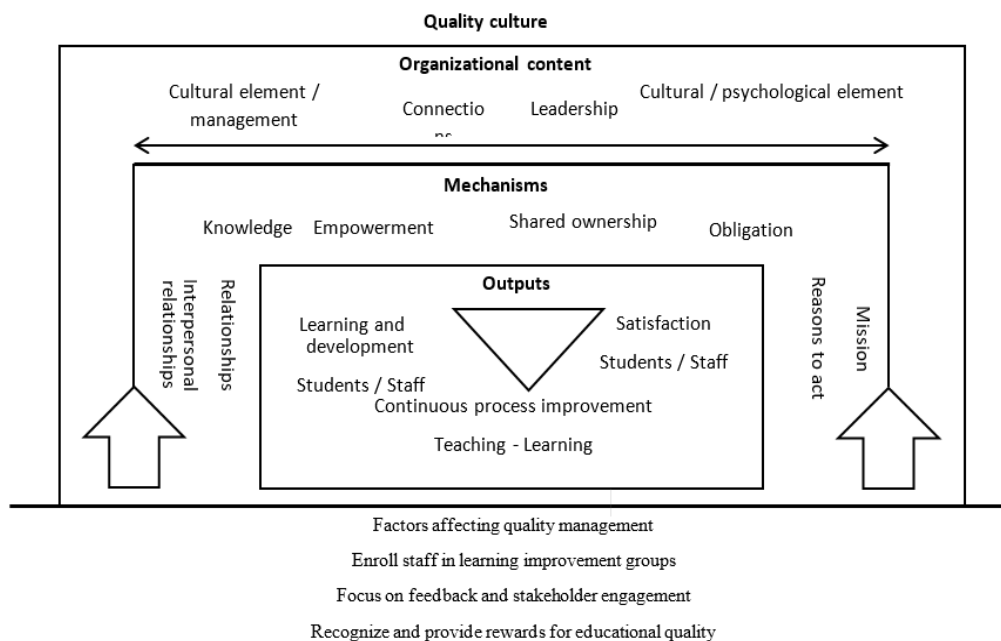 Quality culture
Organizational content
Cultural element /
management
Connectio
Leadership
Cultural / psychological element
Mechanisms
Knowledge
Empowerment
Shared ownership
Obligation
Interpersonal
relationships
Relationships
Outputs
Learning and
development
Students / Staff
Satisfaction
Students / Staff
Continuous process improvement
Teaching - Learning
Reasons to act
Mission
Factors affecting quality management
Enroll staff in learning improvement groups
Focus on feedback and stakeholder engagement
Recognize and provide rewards for educational quality